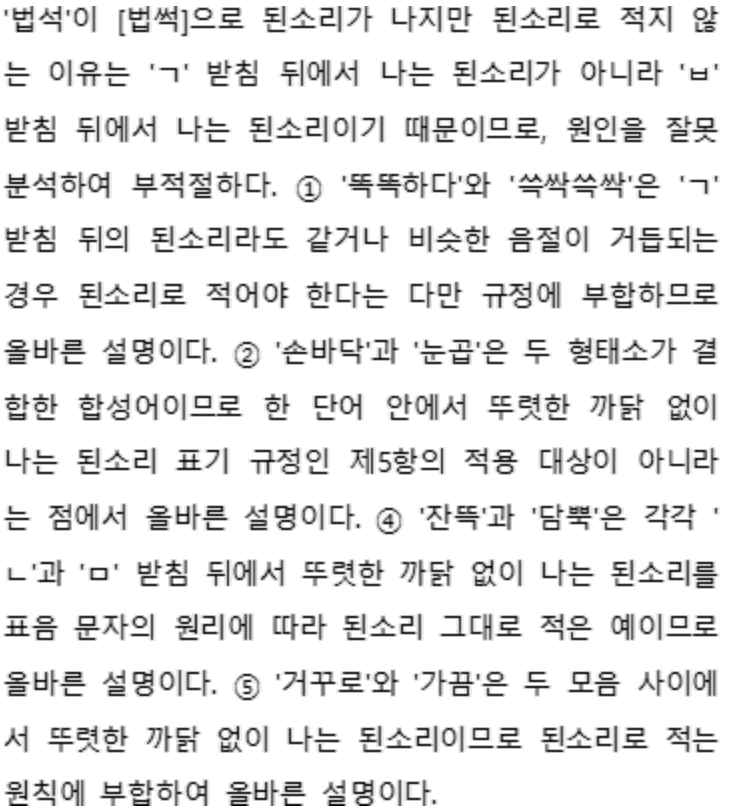 '법석'이 [법썩]으로 된소리가 나지만 된소리로 적지 않
는 이유는 'ㄱ' 받침 뒤에서 나는 된소리가 아니라 'ㅂ'
받침 뒤에서 나는 된소리이기 때문이므로, 원인을 잘못
분석하여 부적절하다. ① '똑똑하다'와 '쓱싹쓱싹'은 'ㄱ'
받침 뒤의 된소리라도 같거나 비슷한 음절이 거듭되는
경우 된소리로 적어야 한다는 다만 규정에 부합하므로
올바른 설명이다. ② '손바닥'과 '눈곱'은 두 형태소가 결
합한 합성어이므로 한 단어 안에서 뚜렷한 까닭 없이
나는 된소리 표기 규정인 제5항의 적용 대상이 아니라
는 점에서 올바른 설명이다. ④ '잔뜩'과 '담뿍'은 각각 '
ㄴ'과 'ㅁ' 받침 뒤에서 뚜렷한 까닭 없이 나는 된소리를
표음 문자의 원리에 따라 된소리 그대로 적은 예이므로
올바른 설명이다. ⑤ '거꾸로'와 '가끔'은 두 모음 사이에
서 뚜렷한 까닭 없이 나는 된소리이므로 된소리로 적는
원칙에 부합하여 올바른 설명이다.